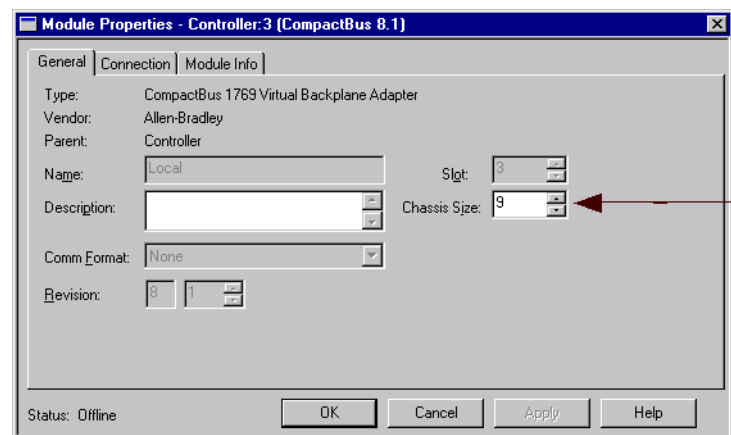 Module Properties - Controller:3 (CompactBus 8.1)
General Connection Module Info
Type: CompactBus 1769 Virtual Backplane Adapter
Vendor: Allen-Bradley
Parent: Controller
Name: Local Slot: 3
Description: Chassis Size: 9
Comm Format: None
Revision: 8 1
Status: Offline OK Cancel Apply Help